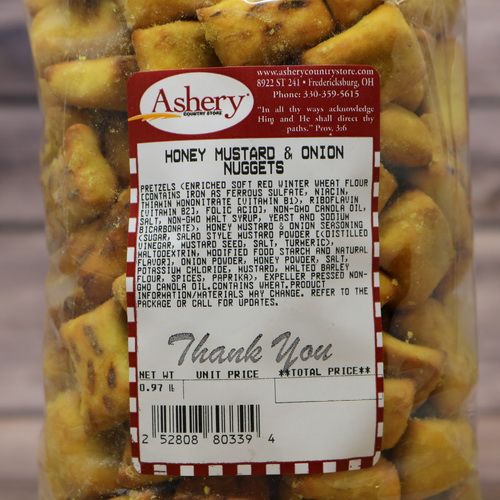 Ashery
COUNTRY STORE
www.asherycountrystore.com
8922 ST 241 • Fredericksburg, OH
Phone: 330-359-5615
"In all thy ways acknowledge
Him and He shall direct thy
paths." Prov. 3:6
HONEY MUSTARD & ONION
NUGGETS
PRETZELS (ENRICHED SOFT RED WINTER WHEAT FLOUR
[CONTAINS IRON AS FERROUS SULFATE, NIACIN,
THIAMIN MONONITRATE (VITAMIN B1), RIBOFLAVIN
(VITAMIN B2), FOLIC ACID], NON-GMO CANOLA OIL,
SALT, NON-GMO MALT SYRUP, YEAST AND SODIUM
BICARBONATE), HONEY MUSTARD & ONION SEASONING
(SUGAR, SALAD STYLE MUSTARD POWDER [DISTILLED
VINEGAR, MUSTARD SEED, SALT, TURMERIC],
MALTODEXTRIN, MODIFIED FOOD STARCH AND NATURAL
FLAVOR), ONION POWDER, HONEY POWDER, SALT,
POTASSIUM CHLORIDE, MUSTARD, MALTED BARLEY
FLOUR, SPICES, PAPRIKA), EXPELLER PRESSED NON-
GMO CANOLA OIL.CONTAINS WHEAT.PRODUCT
INFORMATION/MATERIALS MAY CHANGE. REFER TO THE
PACKAGE OR CALL FOR UPDATES.
Thank You
NET WT UNIT PRICE **TOTAL PRICE**
0.97 lb
2 52808 80339 4